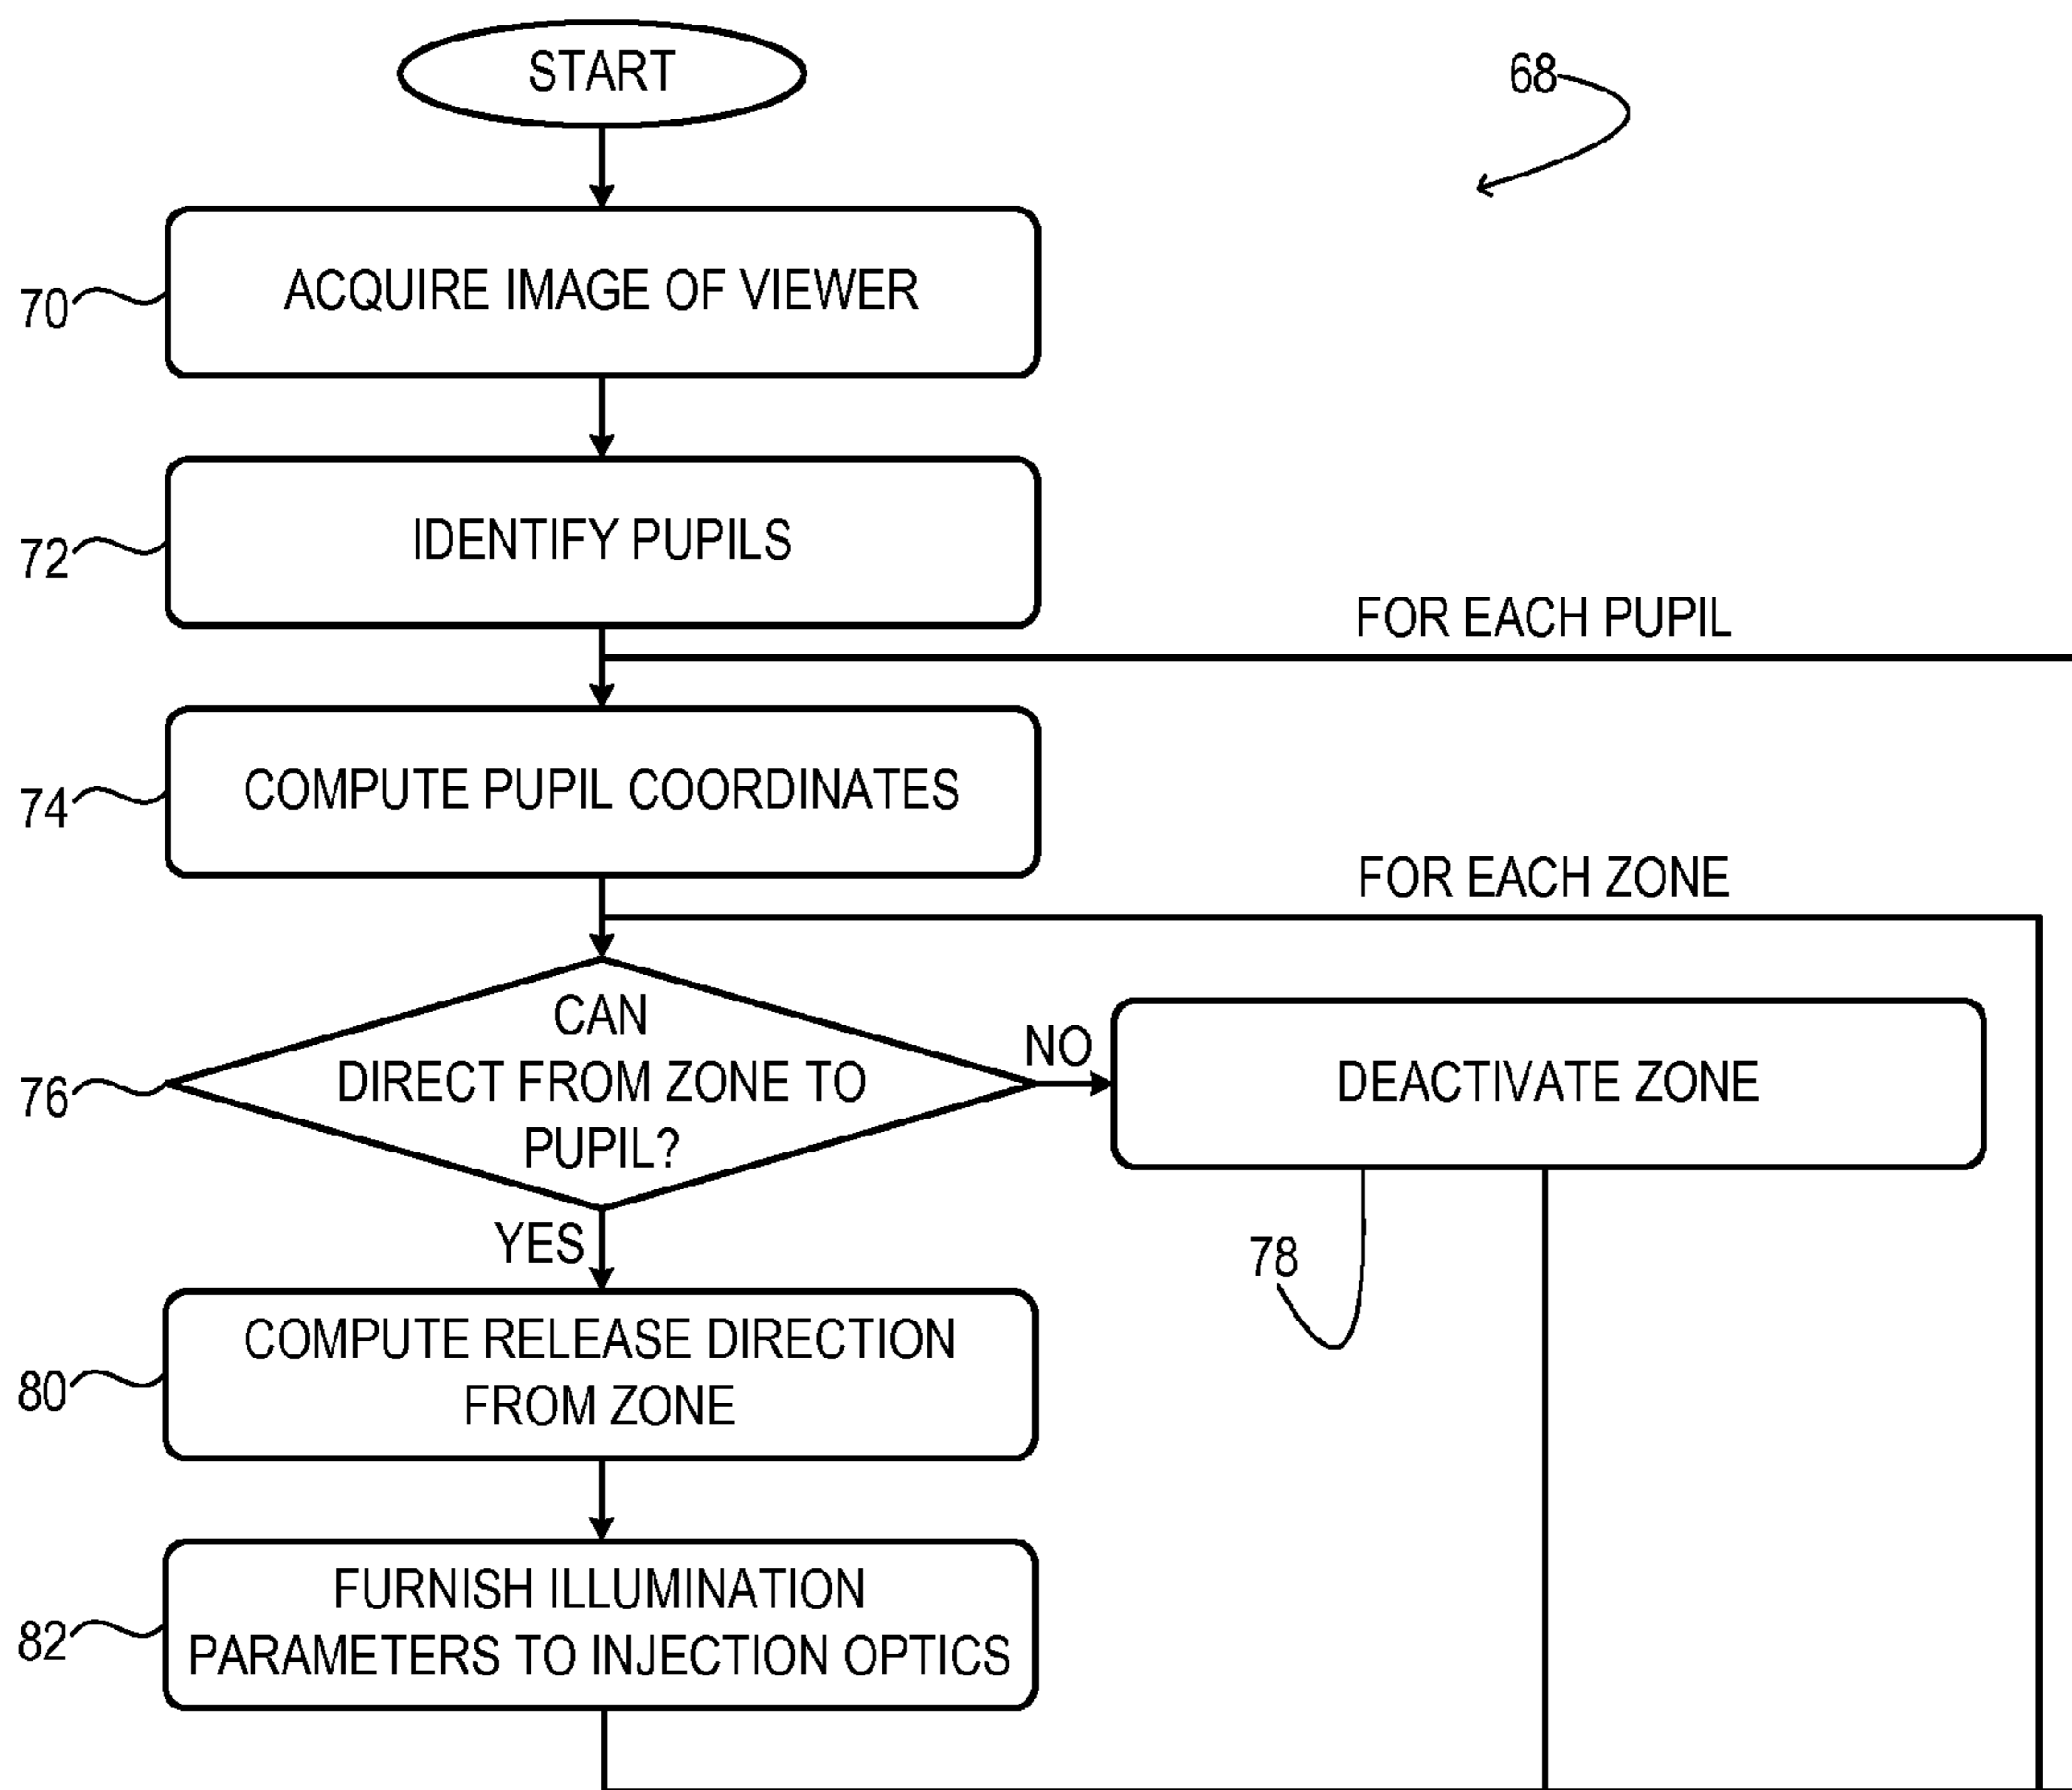 START
68
70
ACQUIRE IMAGE OF VIEWER
72
IDENTIFY PUPILS
FOR EACH PUPIL
74
COMPUTE PUPIL COORDINATES
FOR EACH ZONE
76
CAN
DIRECT FROM ZONE TO
PUPIL?
NO
DEACTIVATE ZONE
78
YES
80
COMPUTE RELEASE DIRECTION
FROM ZONE
82
FURNISH ILLUMINATION
PARAMETERS TO INJECTION OPTICS